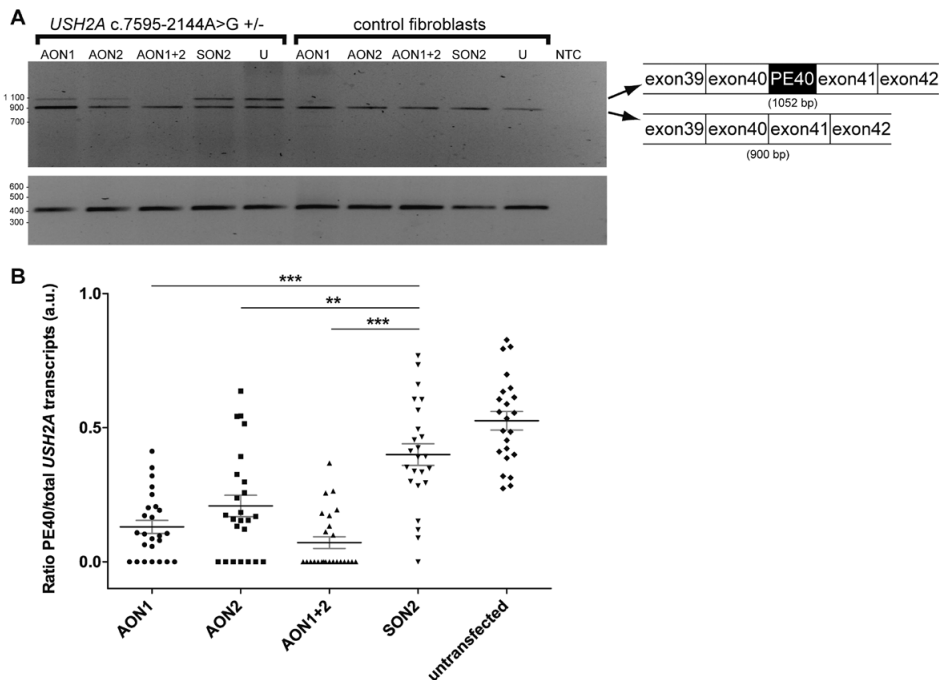 A
USH2A c.7595-2144A>G +/- control fibroblasts
AON1 AON2 AON1+2 SON2 U AON1 AON2 AON1+2 SON2 U NTC
1 100
900
700
exon39 exon40 PE40 exon41 exon42
(1052 bp)
exon39 exon40 exon41 exon42
(900 bp)
600
500
400
300
B
Ratio PE40/total USH2A transcripts (a.u.)
1.0
0.5
0.0
***
**
***
AON1
AON2
AON1+2
SON2
untransfected